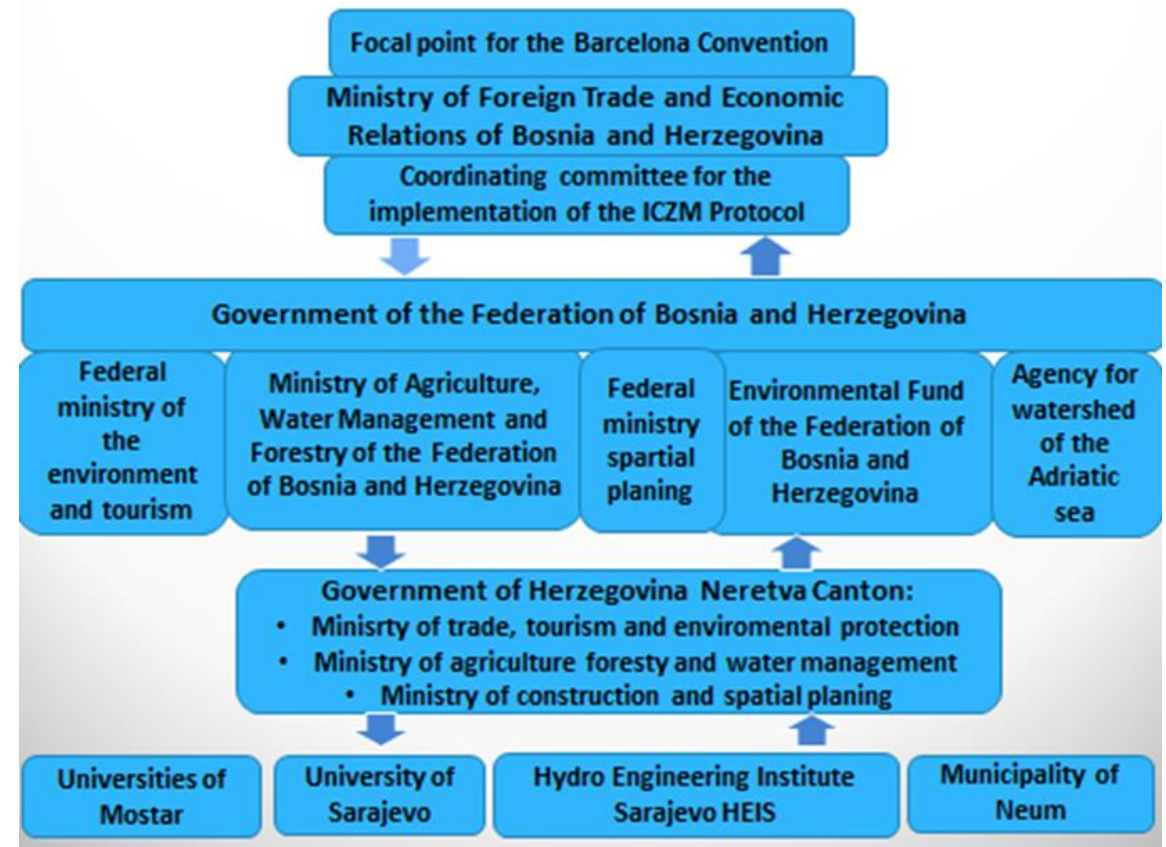 Focal point for the Barcelona Convention
Ministry of Foreign Trade and Economic
Relations of Bosnia and Herzegovina
Coordinating committee for the
implementation of the ICZM Protocol
Government of the Federation of Bosnia and Herzegovina
Federal
ministry of
the
environment
and tourism
Ministry of Agriculture,
Water Management and
Forestry of the Federation
of Bosnia and Herzegovina
Federal
ministry
spartial
planing
Environmental Fund
of the Federation of
Bosnia and
Herzegovina
Agency for
watershed
of the
Adriatic
sea
Government of Herzegovina Neretva Canton:
• Minisrty of trade, tourism and enviromental protection
• Ministry of agriculture foresty and water management
• Ministry of construction and spatial planing
Universities of
Mostar
University of
Sarajevo
Hydro Engineering Institute
Sarajevo HEIS
Municipality of
Neum